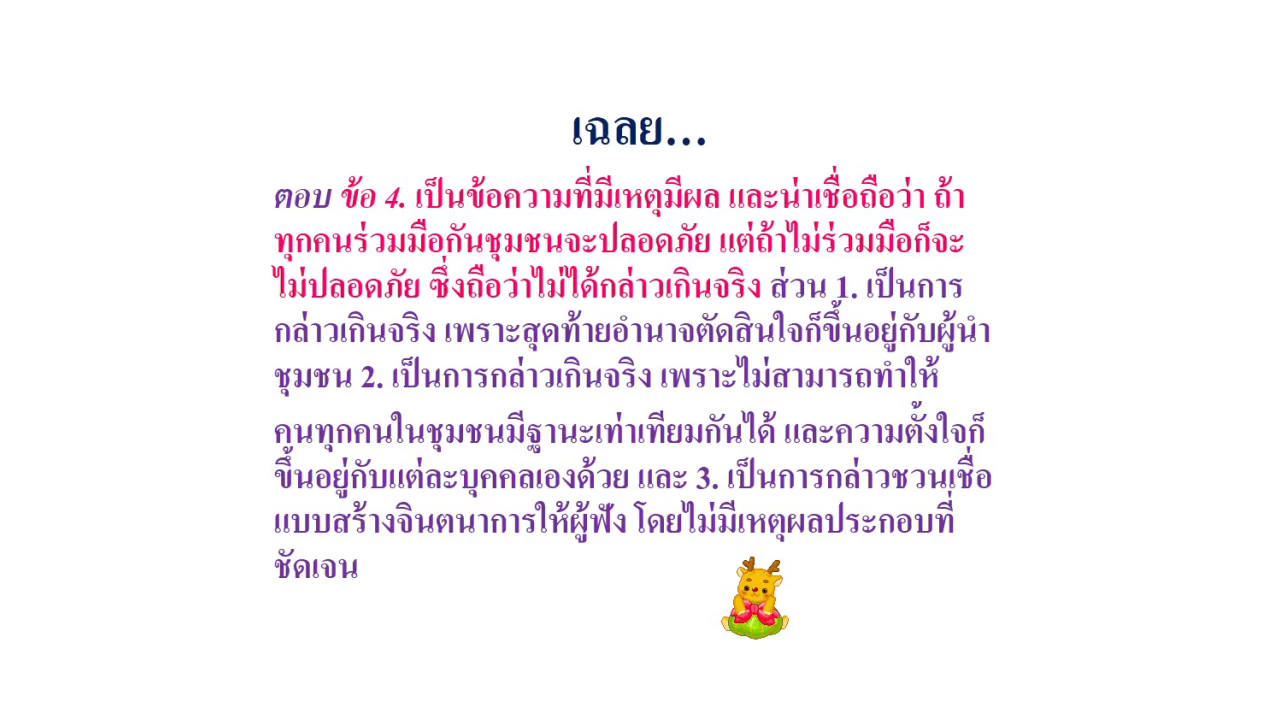 เฉลย...
ตอบ ข้อ 4. เป็นข้อความที่มีเหตุมีผล และน่าเชื่อถือว่า ถ้า
ทุกคนร่วมมือกันชุมชนจะปลอดภัย แต่ถ้าไม่ร่วมมือก็จะ
ไม่ปลอดภัย ซึ่งถือว่าไม่ได้กล่าวเกินจริง ส่วน 1. เป็นการ
กล่าวเกินจริง เพราะสุดท้ายอำนาจตัดสินใจก็ขึ้นอยู่กับผู้นำ
ชุมชน 2. เป็นการกล่าวเกินจริง เพราะไม่สามารถทำให้
คนทุกคนในชุมชนมีฐานะเท่าเทียมกันได้ และความตั้งใจก็
ขึ้นอยู่กับแต่ละบุคคลเองด้วย และ 3. เป็นการกล่าวชวนเชื่อ
แบบสร้างจินตนาการให้ผู้ฟัง โดยไม่มีเหตุผลประกอบที่
ชัดเจน